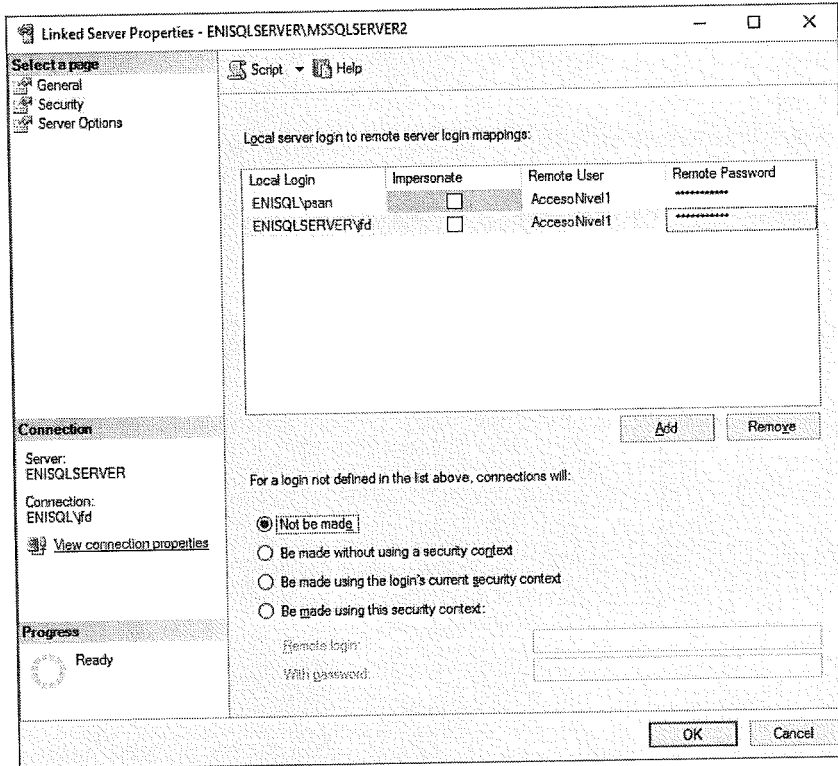 Linked Server Properties - ENISQLSERVER\MSSQLSERVER2
Select a page
General
Security
Server Options
Script
Help
Local server login to remote server login mappings:
Local Login Impersonate Remote User Remote Password
ENISQL\psan AccesoNivel1 ***********
ENISQLSERVER\jfd AccesoNivel1 ***********
Add
Remove
Connection
Server:
ENISQLSERVER
Connection:
ENISQL\jfd
View connection properties
Progress
Ready
For a login not defined in the list above, connections will:
Not be made
Be made without using a security context
Be made using the login's current security context
Be made using this security context:
Remote login:
With password:
OK
Cancel